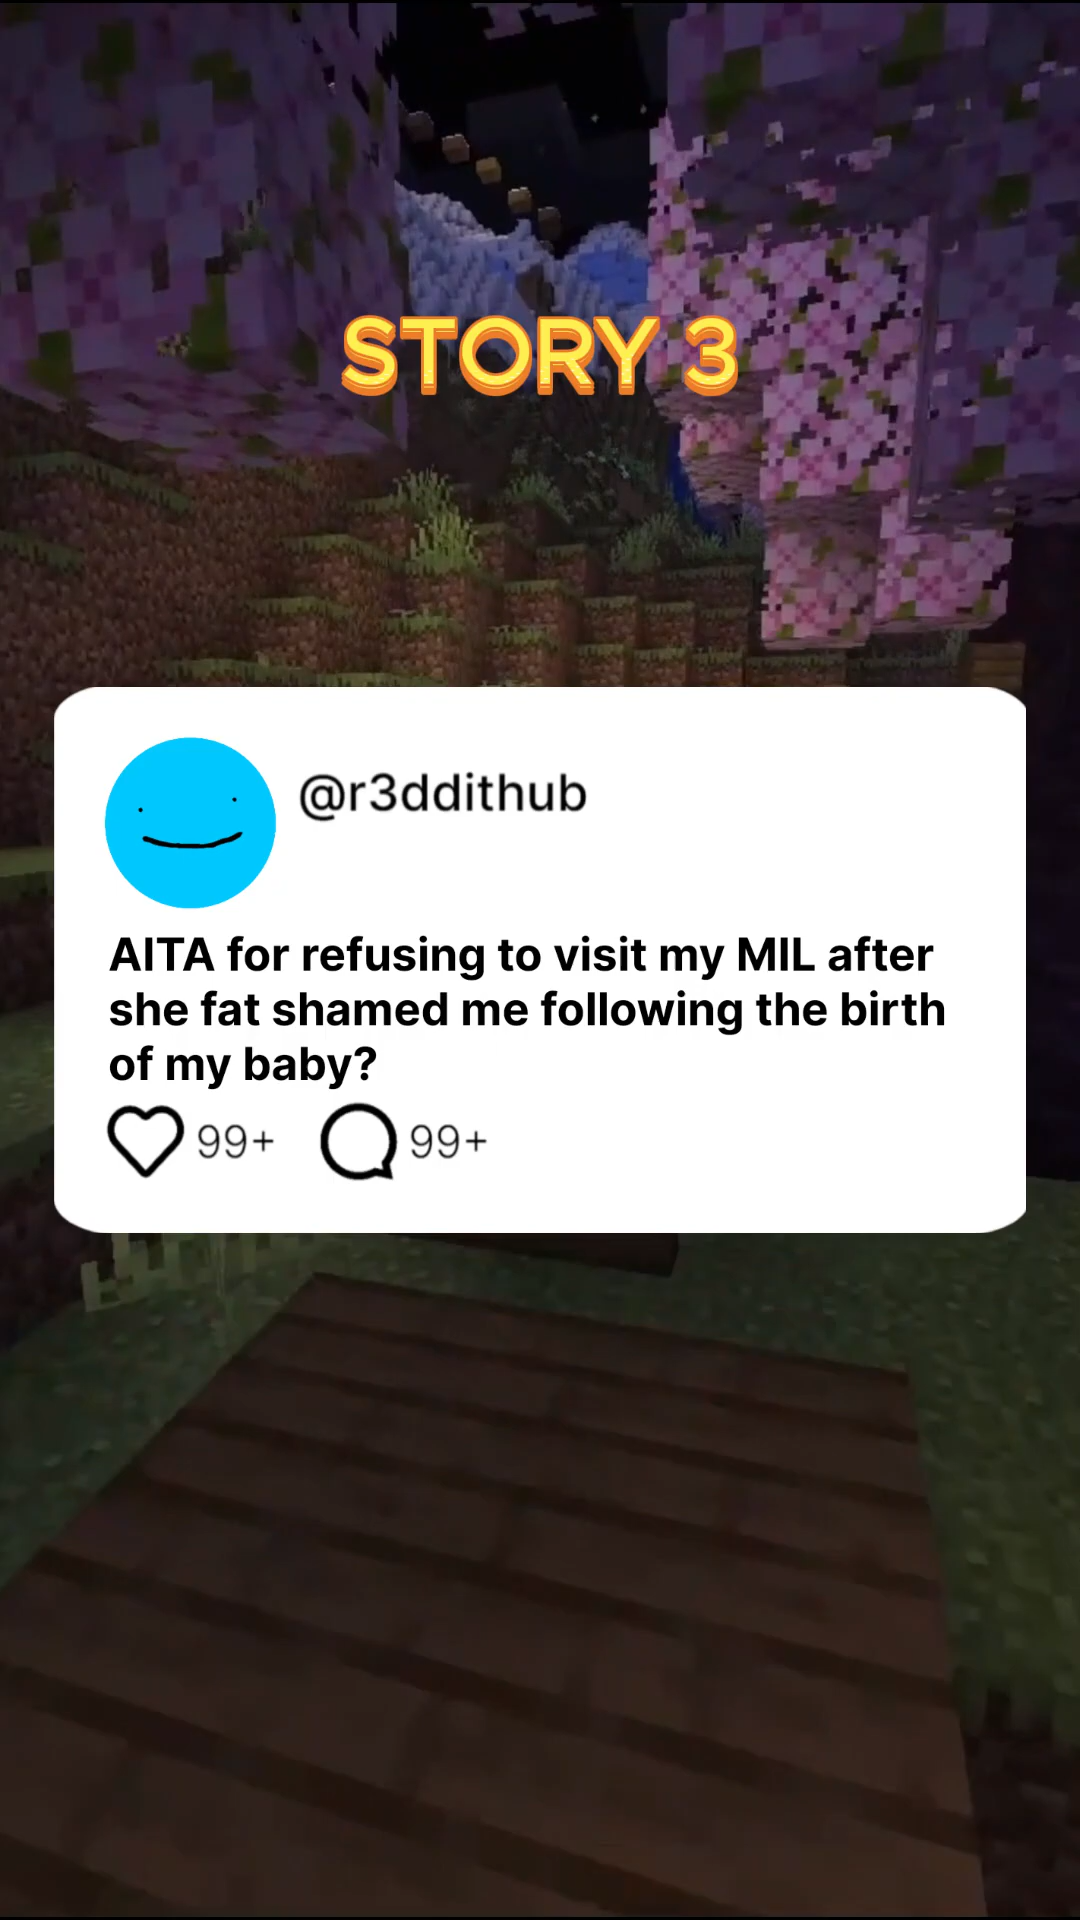 STORY 3
@r3ddithub
AITA for refusing to visit my MIL after
she fat shamed me following the birth
of my baby?
99+ 99+